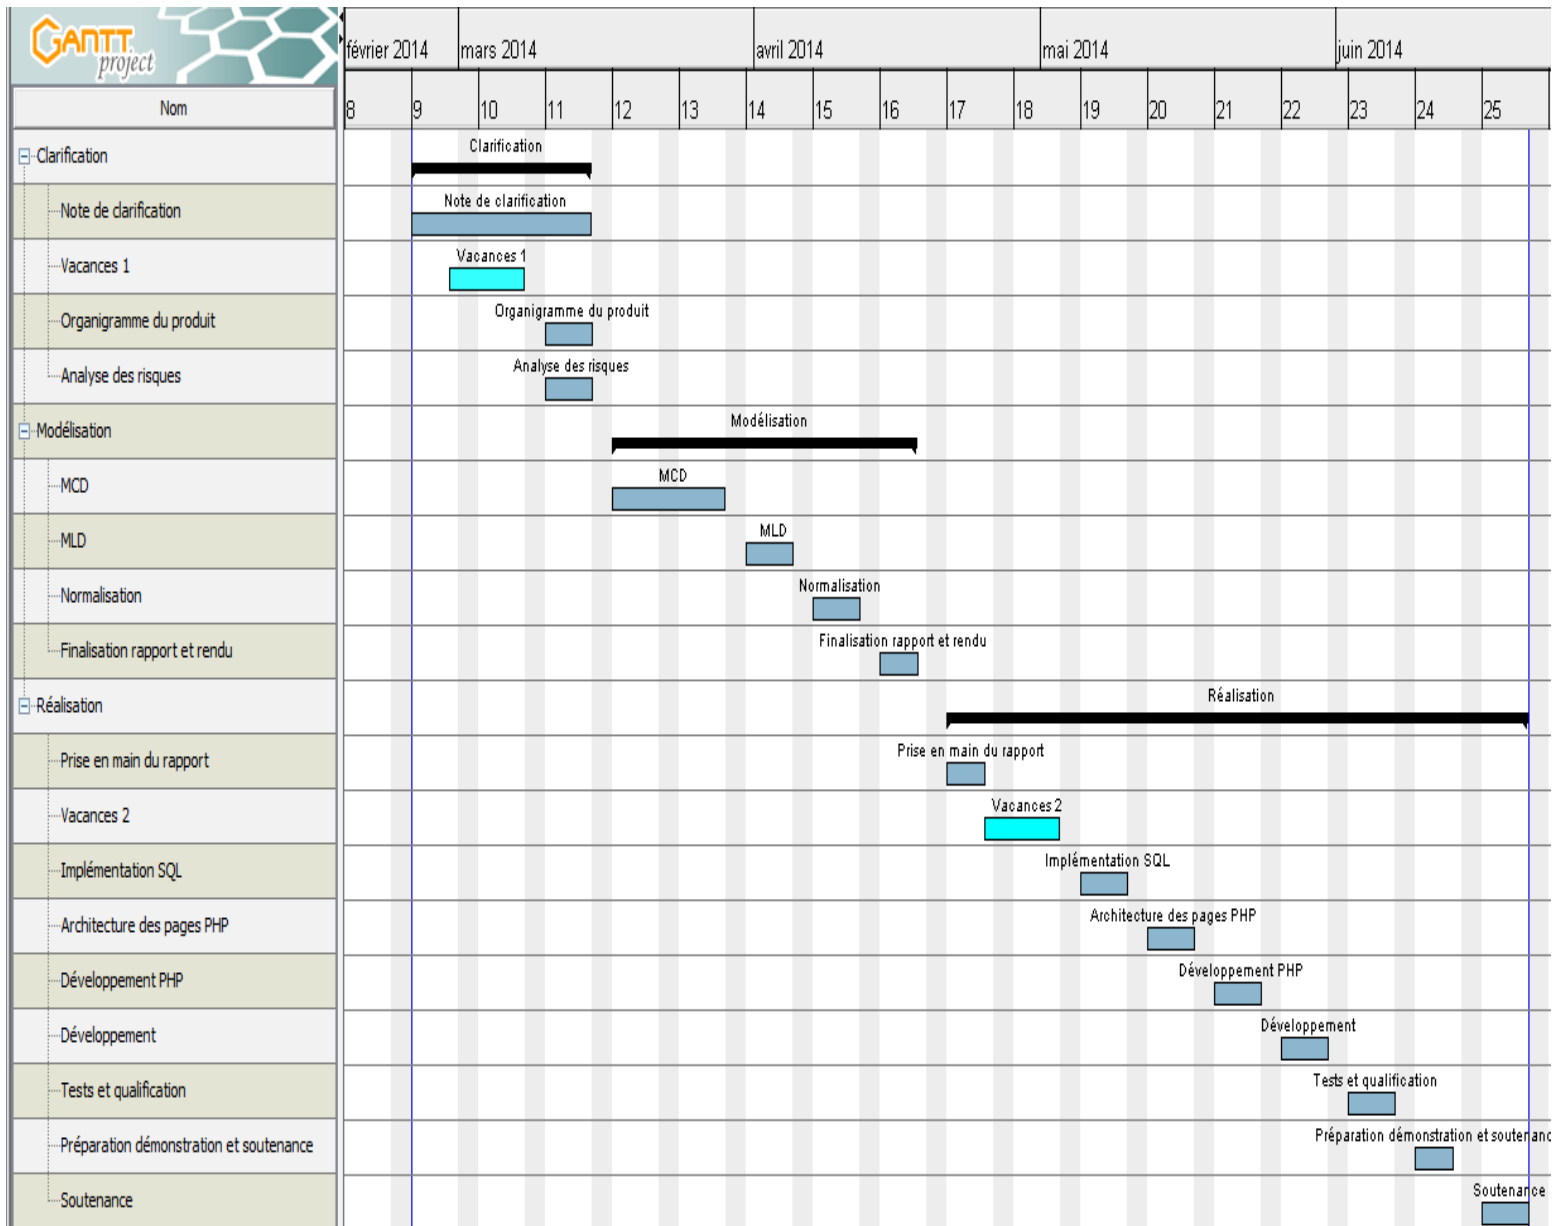 GANTT
project
février 2014 mars 2014 avril 2014 mai 2014 juin 2014
Nom
8 9 10 11 12 13 14 15 16 17 18 19 20 21 22 23 24 25
Clarification
Clarification
Note de clarification
Note de clarification
Vacances 1
Vacances 1
Organigramme du produit
Organigramme du produit
Analyse des risques
Analyse des risques
Modélisation
Modélisation
MCD
MCD
MLD
MLD
Normalisation
Normalisation
Finalisation rapport et rendu
Finalisation rapport et rendu
Réalisation
Réalisation
Prise en main du rapport
Prise en main du rapport
Vacances 2
Vacances 2
Implémentation SQL
Implémentation SQL
Architecture des pages PHP
Architecture des pages PHP
Développement PHP
Développement PHP
Développement
Développement
Tests et qualification
Tests et qualification
Préparation démonstration et soutenance
Préparation démonstration et soutenanc
Soutenance
Soutenance